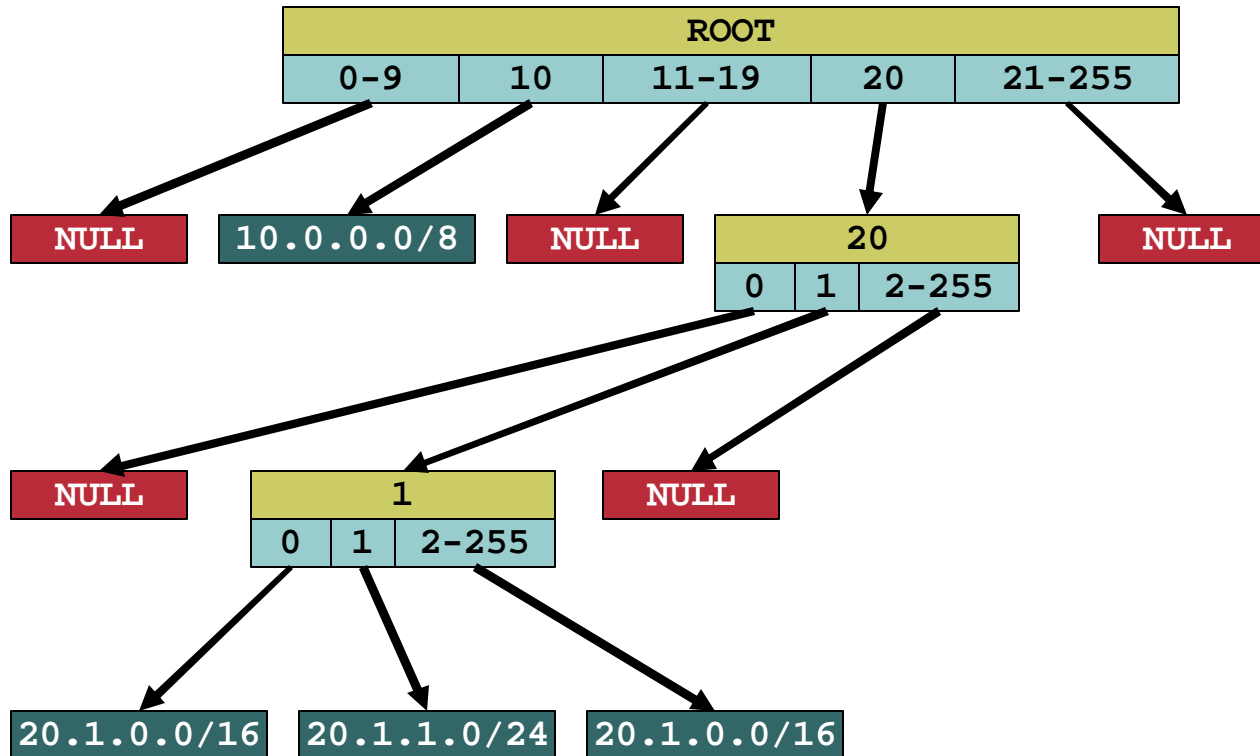 ROOT
0-9 10 11-19 20 21-255
NULL 10.0.0.0/8 NULL 20 NULL
0 1 2-255
NULL 1 NULL
0 1 2-255
20.1.0.0/16 20.1.1.0/24 20.1.0.0/16